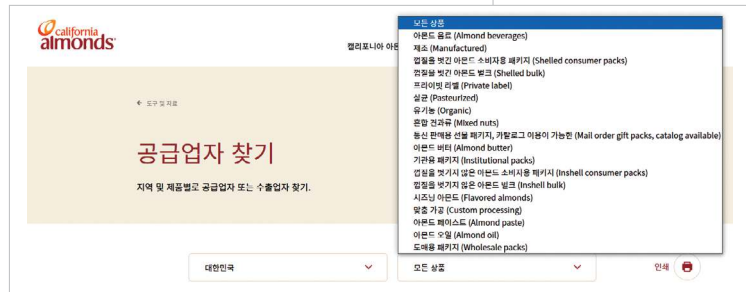 california
almonds
캘리포니아 아몬
← 도구 및 자료
공급업자 찾기
지역 및 제품별로 공급업자 또는 수출업자 찾기.
모든 상품
아몬드 음료 (Almond beverages)
제조 (Manufactured)
껍질을 벗긴 아몬드 소비자용 패키지 (Shelled consumer packs)
껍질을 벗긴 아몬드 벌크 (Shelled bulk)
프라이빗 라벨 (Private label)
살균 (Pasteurized)
유기농 (Organic)
혼합 견과류 (Mixed nuts)
통신 판매용 선물 패키지, 카탈로그 이용이 가능한 (Mail order gift packs, catalog available)
아몬드 버터 (Almond butter)
기관용 패키지 (Institutional packs)
껍질을 벗기지 않은 아몬드 소비자용 패키지 (Inshell consumer packs)
껍질을 벗기지 않은 아몬드 벌크 (Inshell bulk)
시즈닝 아몬드 (Flavored almonds)
맞춤 가공 (Custom processing)
아몬드 페이스트 (Almond paste)
아몬드 오일 (Almond oil)
도매용 패키지 (Wholesale packs)
대한민국
모든 상품
인쇄